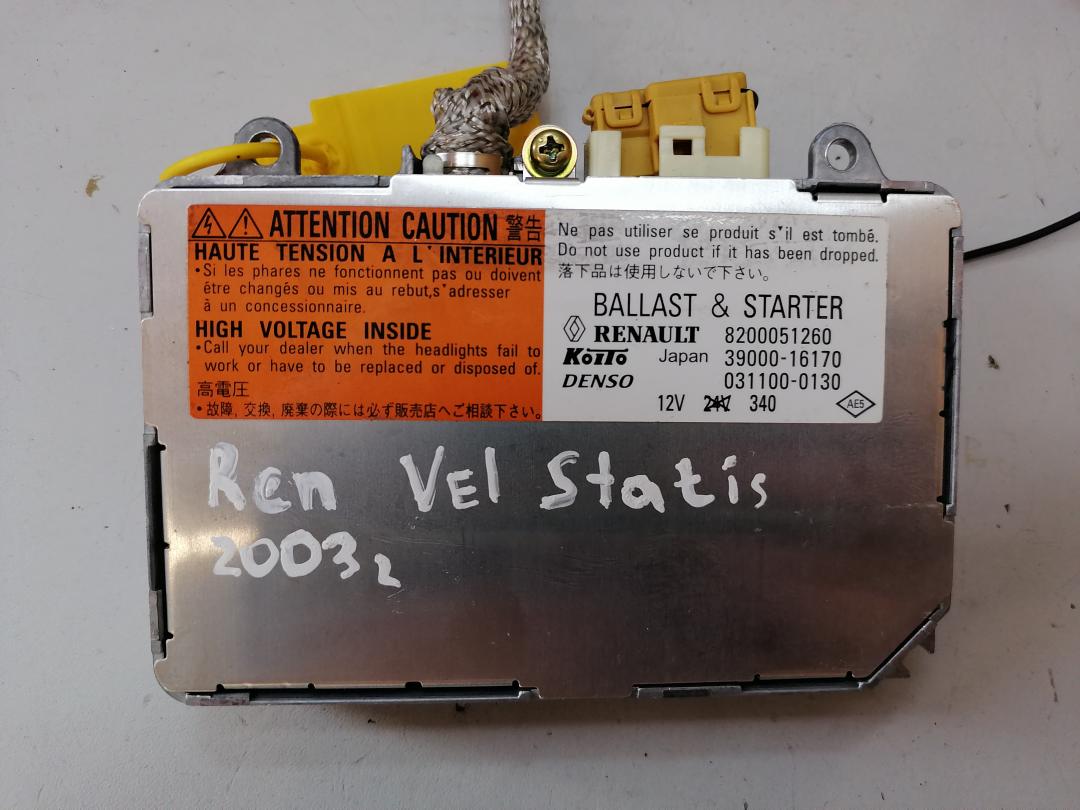 ATTENTION CAUTION 警告
HAUTE TENSION A L'INTERIEUR
•Si les phares ne fonctionnent pas ou doivent
étre changés ou mis au rebut,s'adresser
à un concessionnaire.
HIGH VOLTAGE INSIDE
•Call your dealer when the headlights fail to
work or have to be replaced or disposed of.
高電圧
•故障, 交換, 廃棄の際には必ず販売店へご相談下さい。
Ne pas utiliser se produit s'il est tombé.
Do not use product if it has been dropped.
落下品は使用しないで下さい。
BALLAST & STARTER
RENAULT 8200051260
KOITO Japan 39000-16170
DENSO 031100-0130
12V 340 AE5
Ren Vel Statis
2003 2